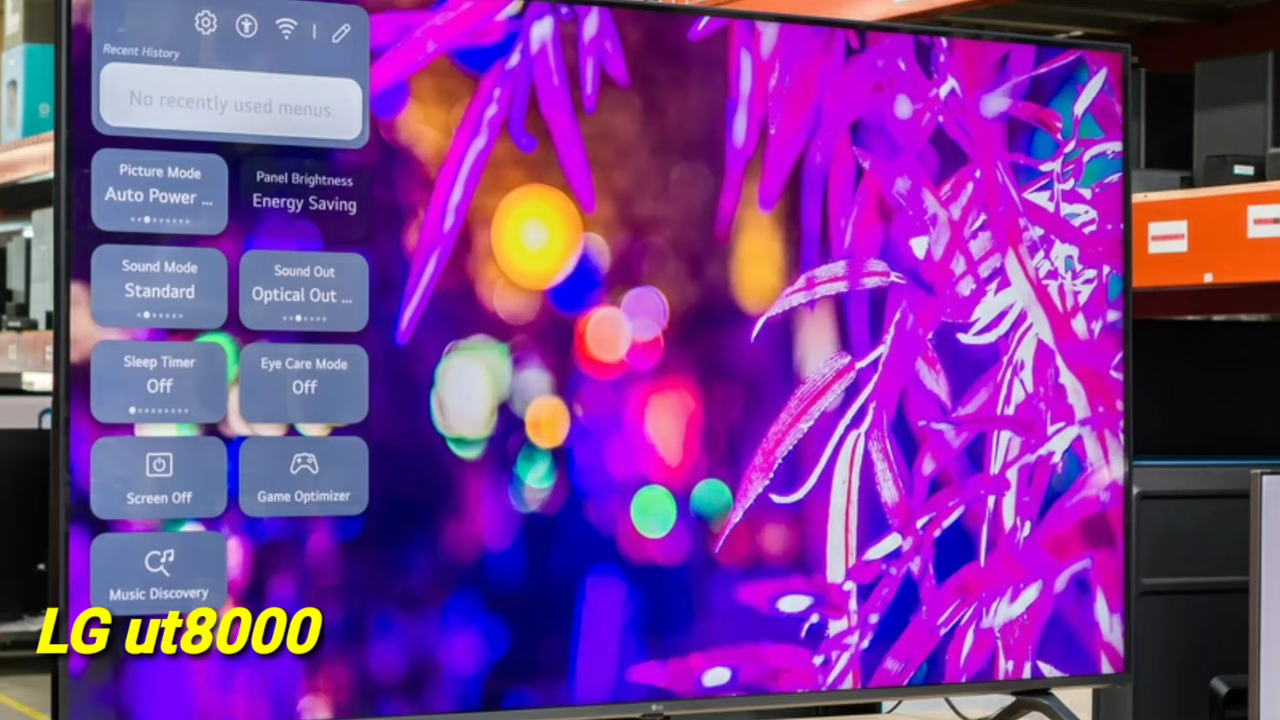 Recent History
No recently used menus.
Picture Mode
Auto Power ...
Panel Brightness
Energy Saving
Sound Mode
Standard
Sound Out
Optical Out ...
Sleep Timer
Off
Eye Care Mode
Off
Screen Off
Game Optimizer
Music Discovery
LG ut8000
LG